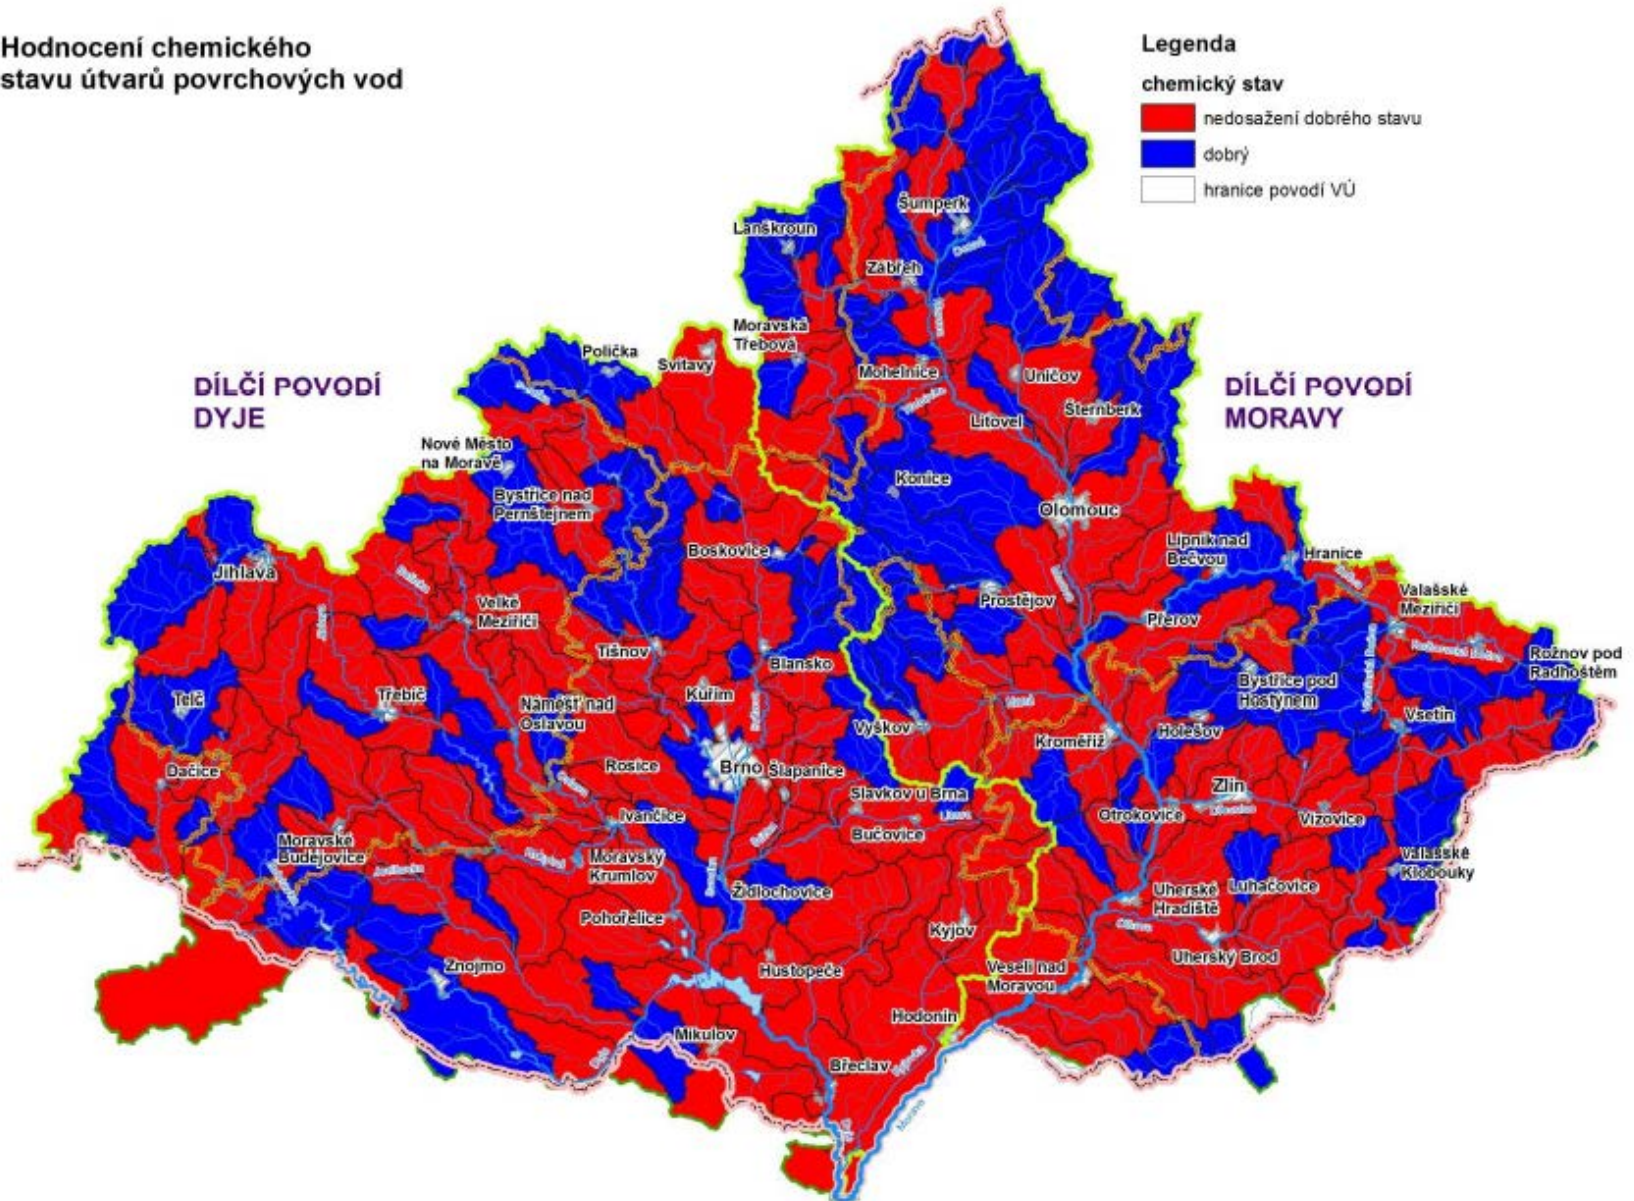 Hodnocení chemického
stavu útvarů povrchových vod
Legenda
chemický stav
nedosažení dobrého stavu
dobrý
hranice povodí VÚ
DÍLČÍ POVODÍ
DYJE
DÍLČÍ POVODÍ
MORAVY
Šumperk
Lanškroun
Desná
Zábřeh
Moravská
Třebová
Polička
Svitavy
Mohelnice
Uničov
Šternberk
Litovel
Nové Město
na Moravě
Konice
Bystřice nad
Pernštejnem
Olomouc
Boskovice
Lipník nad
Bečvou
Hranice
Jihlava
Valašské
Meziříčí
Velké
Meziříčí
Prostějov
Přerov
Tišnov
Blansko
Rožnov pod
Radhoštěm
Bystřice pod
Hostýnem
Telč
Třebíč
Kuřim
Náměšť nad
Oslavou
Vyškov
Kroměříž
Holešov
Vsetín
Dačice
Rosice
Brno
Šlapanice
Slavkov u Brna
Zlín
Ivančice
Bučovice
Otrokovice
Vizovice
Moravské
Budějovice
Moravský
Krumlov
Valašské
Klobouky
Židlochovice
Uherské
Hradiště
Luhačovice
Pohořelice
Kyjov
Uherský Brod
Znojmo
Hustopeče
Veselí nad
Moravou
Hodonín
Mikulov
Břeclav
Morava